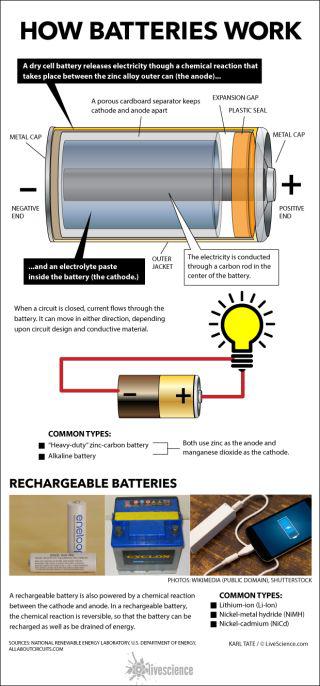 HOW BATTERIES WORK
A dry cell battery releases electricity though a chemical reaction that
takes place between the zinc alloy outer can (the anode)...
A porous cardboard separator keeps
cathode and anode apart
EXPANSION GAP
PLASTIC SEAL
METAL CAP
METAL CAP
–
+
NEGATIVE
END
POSITIVE
END
...and an electrolyte paste
inside the battery (the cathode.)
OUTER
JACKET
The electricity is conducted
through a carbon rod in the
center of the battery.
When a circuit is closed, current flows through the
battery. It can move in either direction, depending
upon circuit design and conductive material.
–
+
COMMON TYPES:
"Heavy-duty" zinc-carbon battery
Alkaline battery
Both use zinc as the anode and
manganese dioxide as the cathode.
RECHARGEABLE BATTERIES
eneloop
CYCLON
PHOTOS: WIKIMEDIA (PUBLIC DOMAIN), SHUTTERSTOCK
A rechargeable battery is also powered by a chemical reaction
between the cathode and anode. In a rechargeable battery,
the chemical reaction is reversible, so that the battery can be
recharged as well as be drained of energy.
COMMON TYPES:
Lithium-ion (Li-Ion)
Nickel-metal hydride (NiMH)
Nickel-cadmium (NiCd)
SOURCES: NATIONAL RENEWABLE ENERGY LABORATORY, U.S. DEPARTMENT OF ENERGY,
ALLABOUTCIRCUITS.COM
KARL TATE / © LiveScience.com
livescience